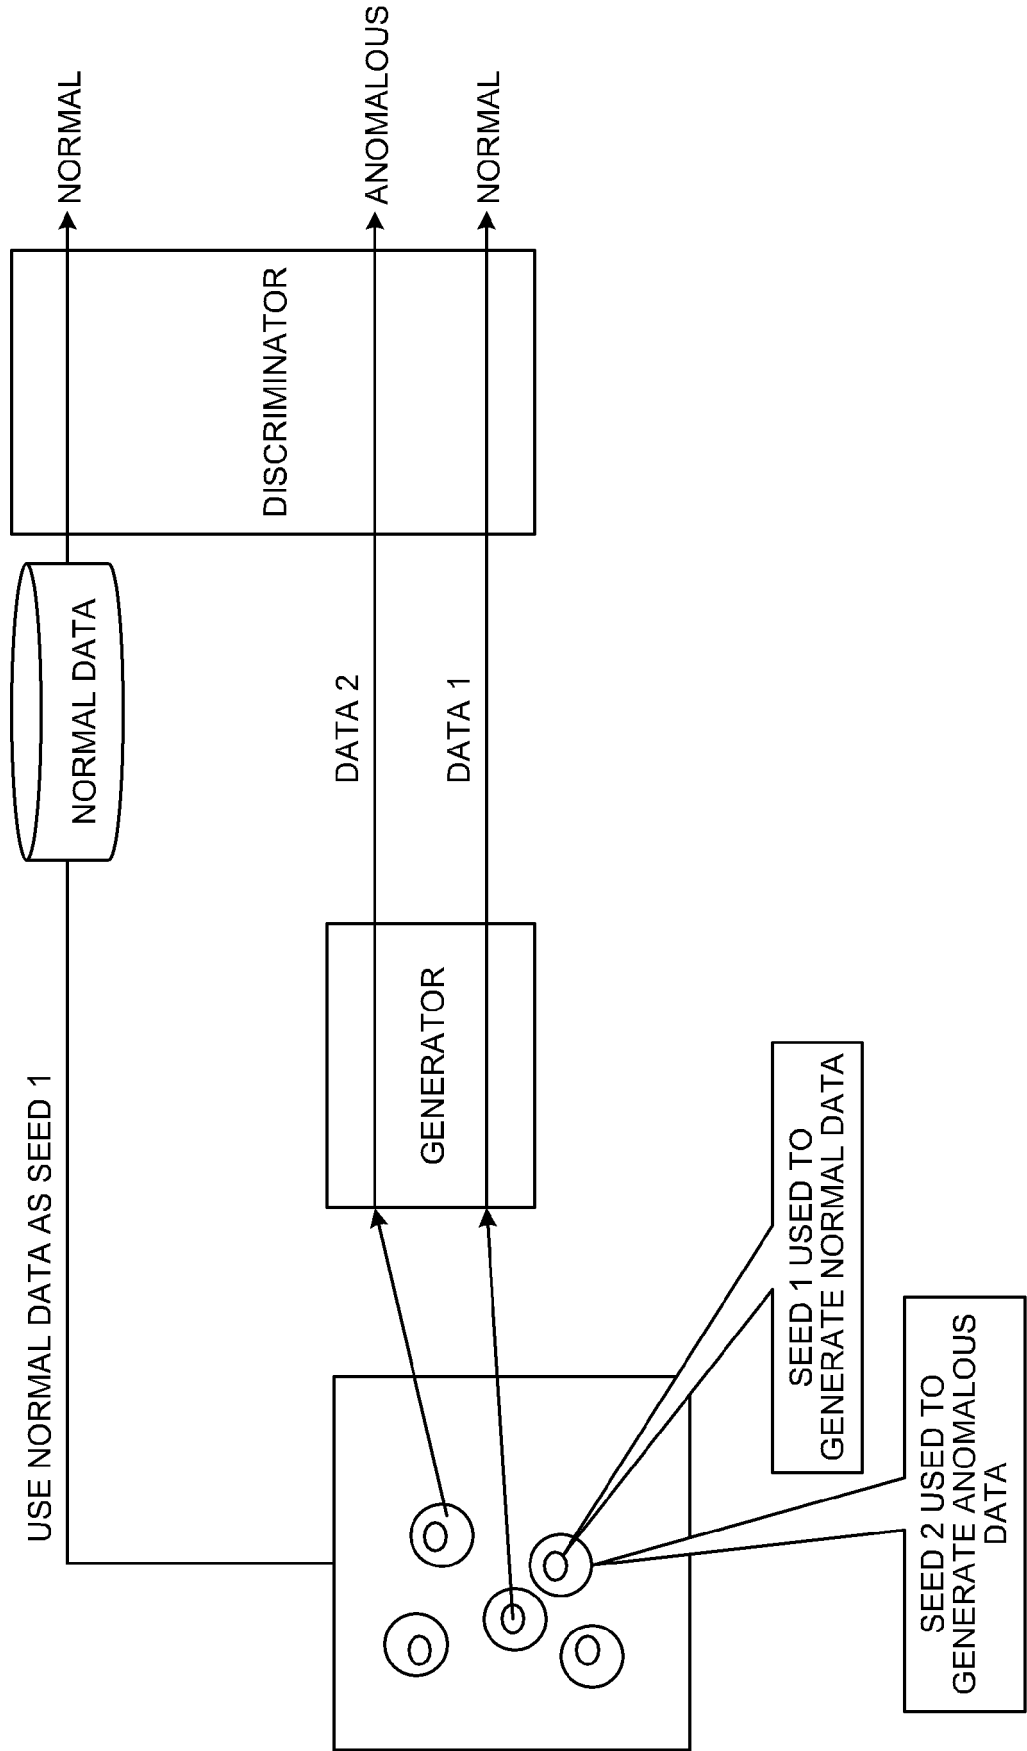 USE NORMAL DATA AS SEED 1
NORMAL DATA
NORMAL
DISCRIMINATOR
DATA 2
ANOMALOUS
GENERATOR
DATA 1
NORMAL
SEED 1 USED TO
GENERATE NORMAL DATA
SEED 2 USED TO
GENERATE ANOMALOUS
DATA